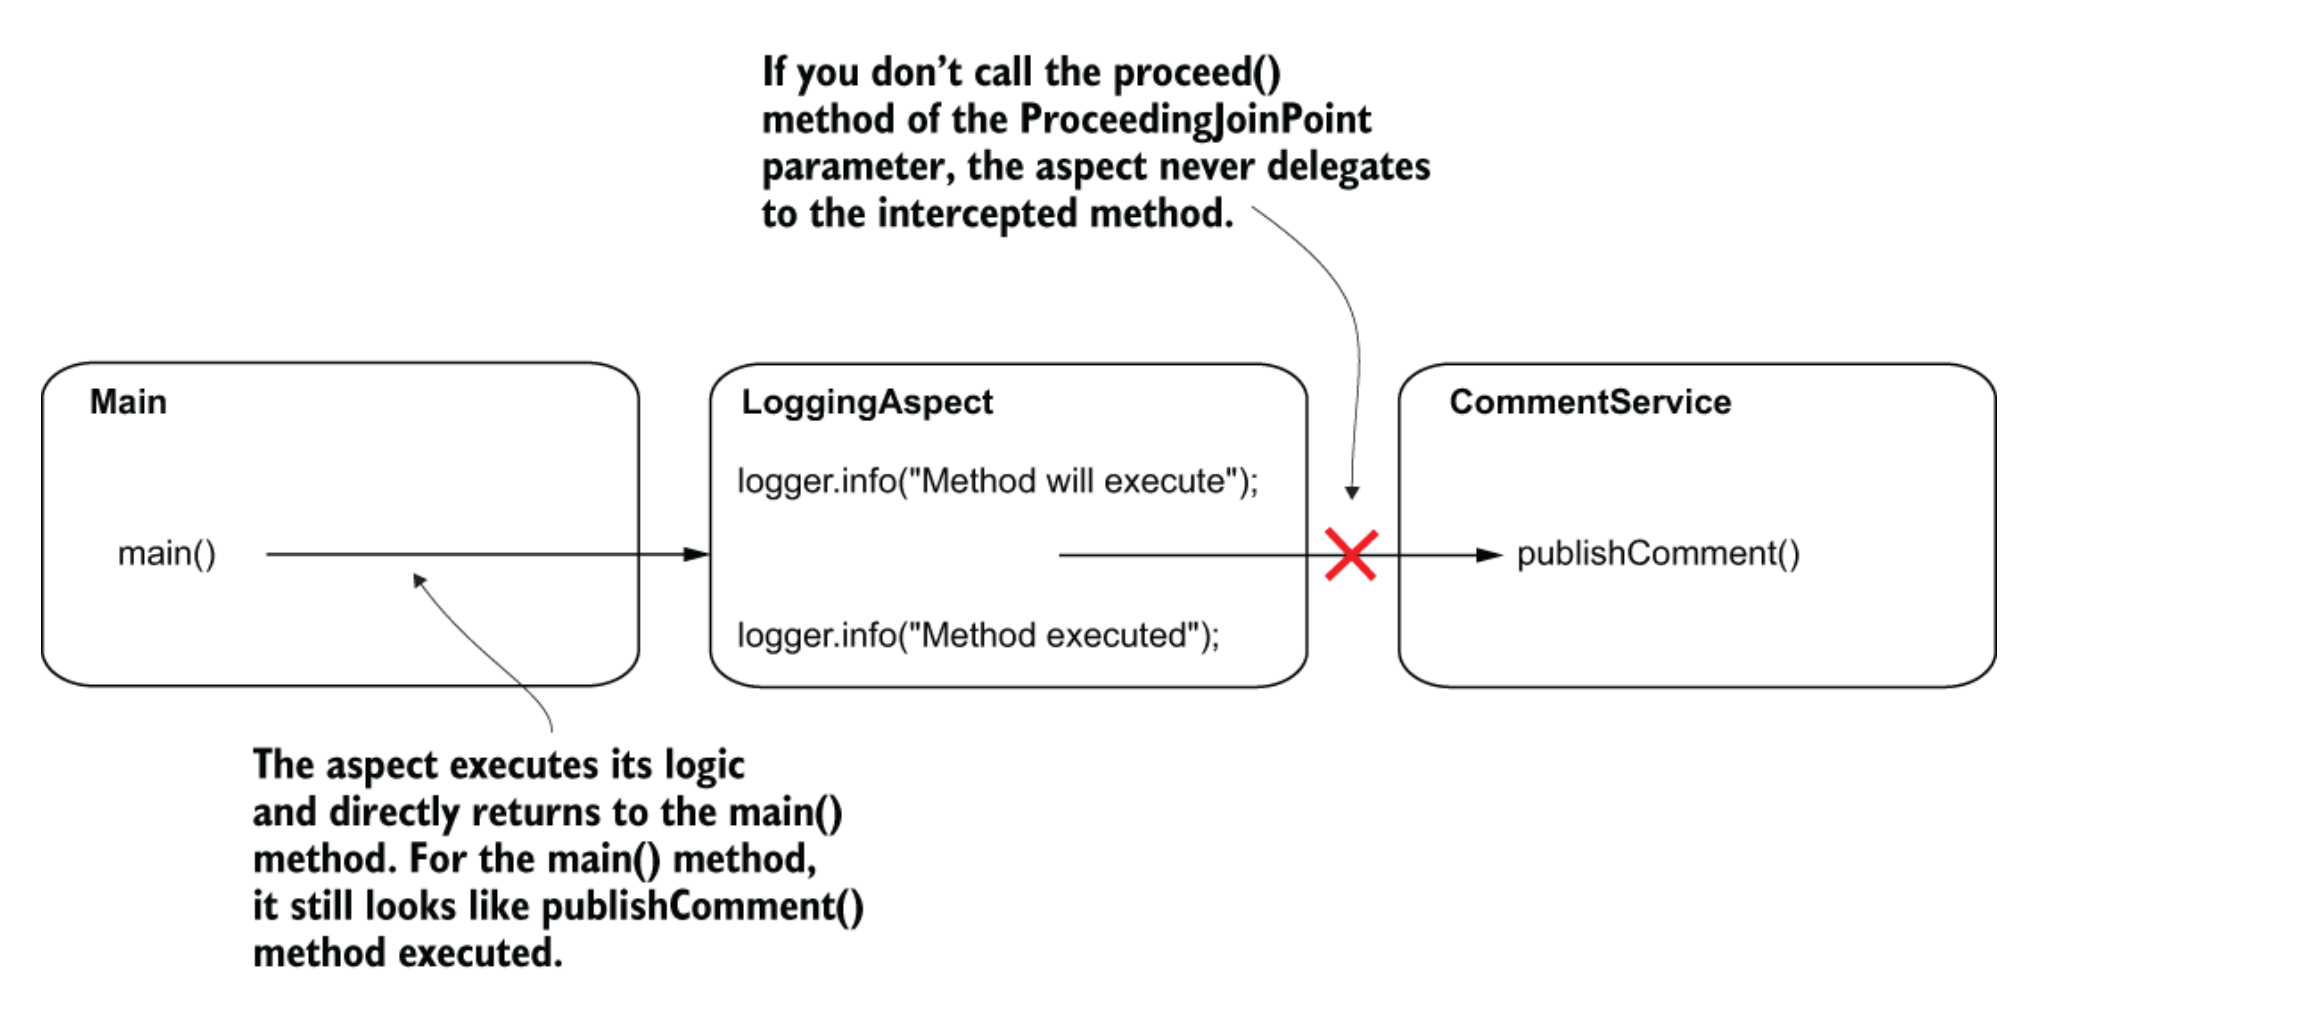 If you don’t call the proceed()
method of the ProceedingJoinPoint
parameter, the aspect never delegates
to the intercepted method.
Main
main()
LoggingAspect
logger.info("Method will execute");
logger.info("Method executed");
CommentService
publishComment()
The aspect executes its logic
and directly returns to the main()
method. For the main() method,
it still looks like publishComment()
method executed.